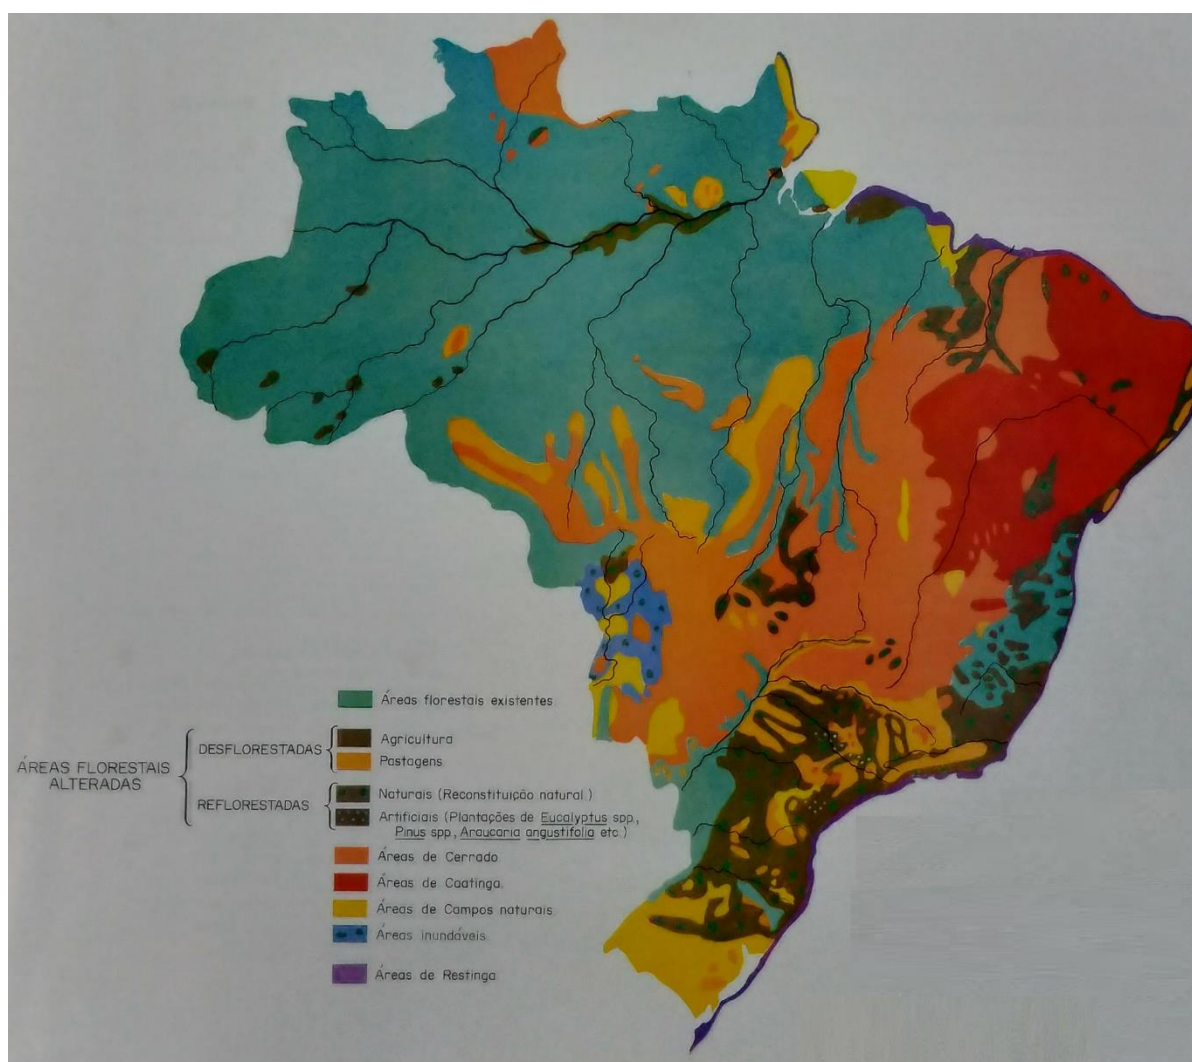 Áreas florestais existentes
ÁREAS FLORESTAIS
ALTERADAS
DESFLORESTADAS
Agricultura
Pastagens
REFLORESTADAS
Naturais (Reconstituição natural)
Artificiais (Plantações de Eucalyptus spp,
Pinus spp, Araucaria angustifolia etc.)
Áreas de Cerrado
Áreas de Caatinga
Áreas de Campos naturais
Áreas inundáveis
Áreas de Restinga